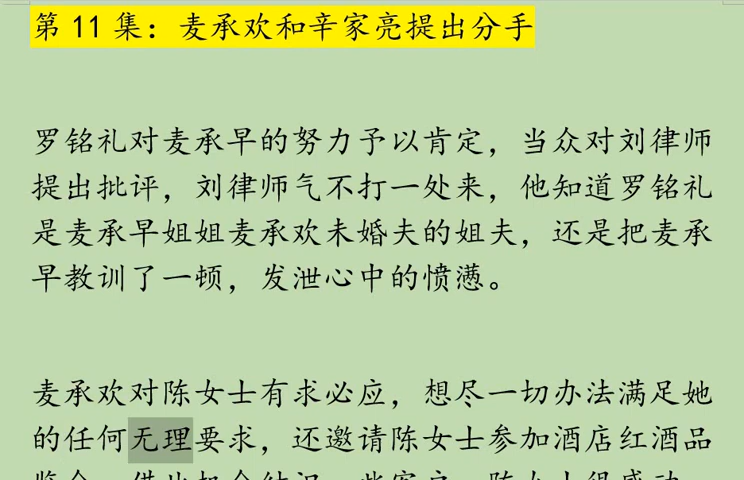 第 11 集：麦承欢和辛家亮提出分手
罗铭礼对麦承早的努力予以肯定，当众对刘律师
提出批评，刘律师气不打一处来，他知道罗铭礼
是麦承早姐姐麦承欢未婚夫的姐夫，还是把麦承
早教训了一顿，发泄心中的愤懑。
麦承欢对陈女士有求必应，想尽一切办法满足她
的任何无理要求，还邀请陈女士参加酒店红酒品